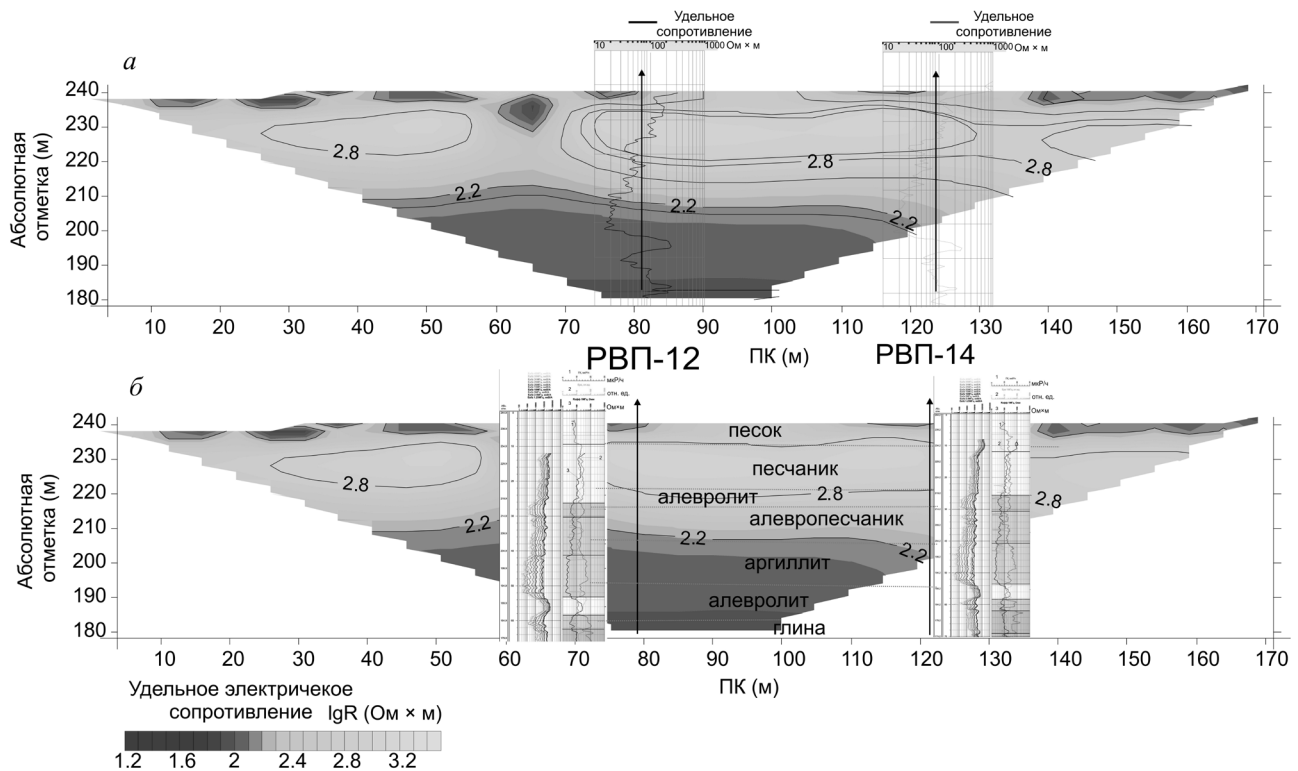 Удельное
сопротивление
10 100 1000 Ом × м
Удельное
сопротивление
10 100 1000 Ом × м
а
Абсолютная
отметка (м)
240
230
220
210
200
190
180
2.8
2.2
2.2
2.8
2.2
2.8
10 20 30 40 50 60 70 80 90 100 110 120 130 140 150 160 170
РВП-12
ПК (м)
РВП-14
б
мкР/ч
отн. ед.
Ом×м
мкР/ч
отн. ед.
Ом×м
Абсолютная
отметка (м)
240
230
220
210
200
190
180
2.8
2.2
песок
песчаник
алевролит
2.8
алевропесчаник
2.2
2.2
аргиллит
алевролит
глина
2.8
10 20 30 40 50 60 70 80 90 100 110 120 130 140 150 160 170
ПК (м)
Удельное электричекое
сопротивление lgR (Ом × м)
1.2 1.6 2 2.4 2.8 3.2